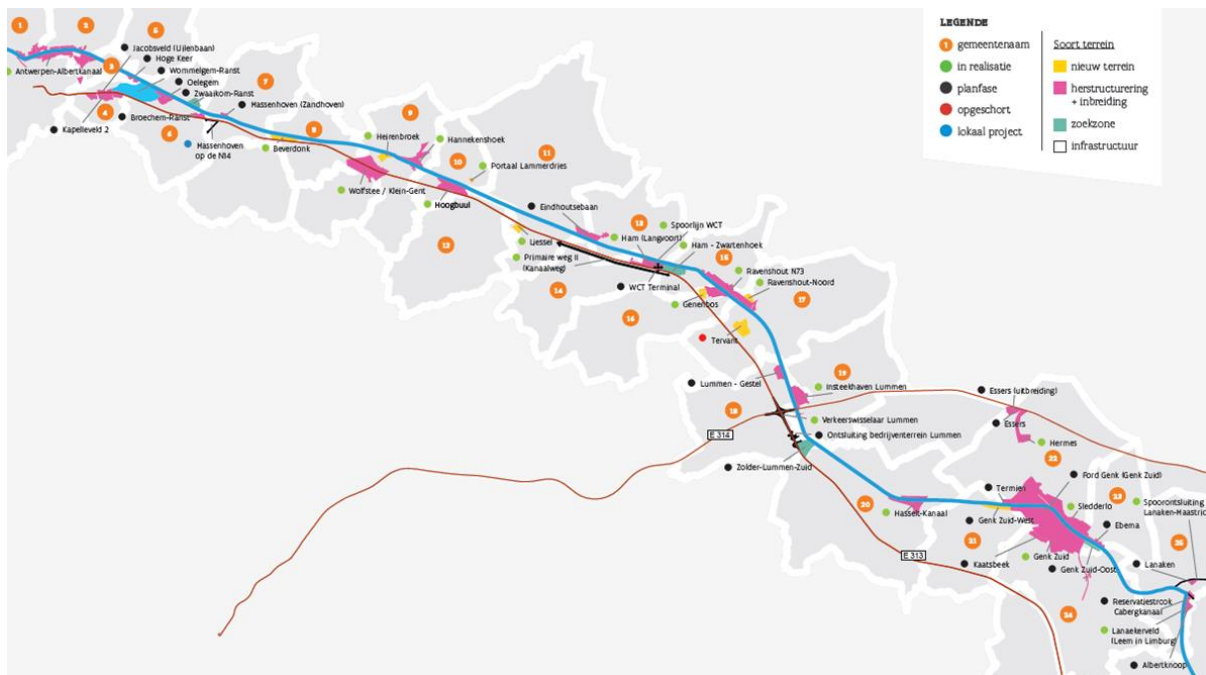 LEGENDE
1 gemeentenaam
in realisatie
planfase
opgeschort
lokaal project
Soort terrein
nieuw terrein
herstructurering
+ inbreiding
zoekzone
infrastructuur
1
2
5
Jacobsveld (Uilenbaan)
Hoge Keer
3
Wommelgem-Ranst
Antwerpen-Albertkanaal
Oelegem
7
Zwaaikom-Ranst
Massenhoven (Zandhoven)
4
Broechem-Ranst
Kapelleveld 2
6
Massenhoven
op de N14
8
Beverdonk
9
Heirenbroek
Hannekenshoek
10
11
Portaal Lammerdries
Wolfstee / Klein-Gent
Hoogbuul
Eindhoutsebaan
Spoorlijn WCT
12
Liessel
Ham (Langvoort)
Ham - Zwartenhoek
Primaire weg II
(Kanaalweg)
Ravenshout N73
WCT Terminal
Ravenshout-Noord
14
Genenbos
17
16
Tervant
19
Lummen - Gestel
Insteekhaven Lummen
Essers (uitbreiding)
18
Verkeerswisselaar Lummen
Essers
E 314
Ontsluiting bedrijventerrein Lummen
Hermes
22
Zolder-Lummen-Zuid
Ford Genk (Genk Zuid)
Termien
23
20
Hasselt-Kanaal
Sledderlo
Spoorontsluiting
Lanaken-Maastric
Genk Zuid-West
Ebema
21
25
E 313
Genk Zuid
Kaatsbeek
Genk Zuid-Oost
Lanaken
Reservatiestrook
Cabergkanaal
24
Lanaekerveld
(Leem in Limburg)
Albertknoop